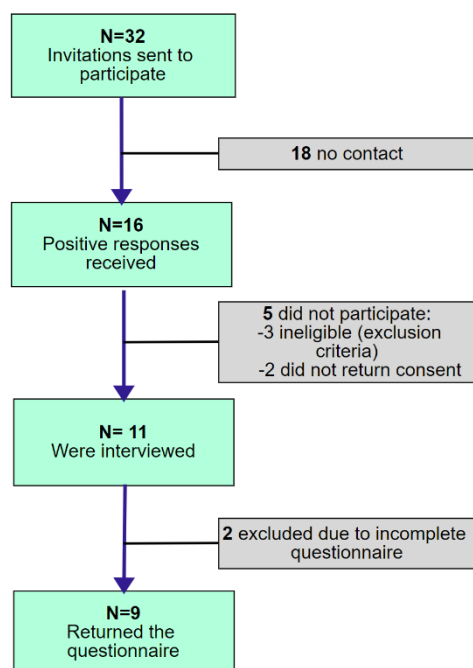 N=32
Invitations sent to
participate
18 no contact
N=16
Positive responses
received
5 did not participate:
-3 ineligible (exclusion
criteria)
-2 did not return consent
N= 11
Were interviewed
2 excluded due to incomplete
questionnaire
N=9
Returned the
questionnaire